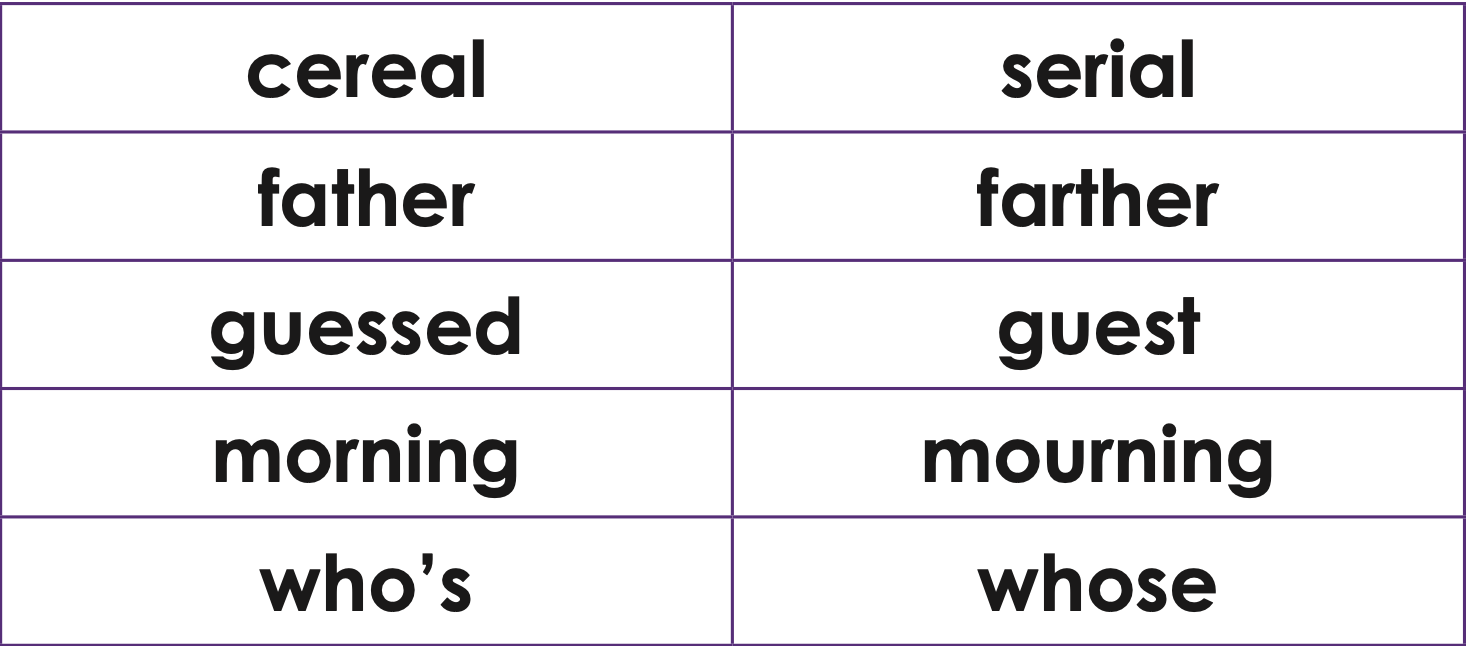 cereal serial
father farther
guessed guest
morning mourning
who’s whose